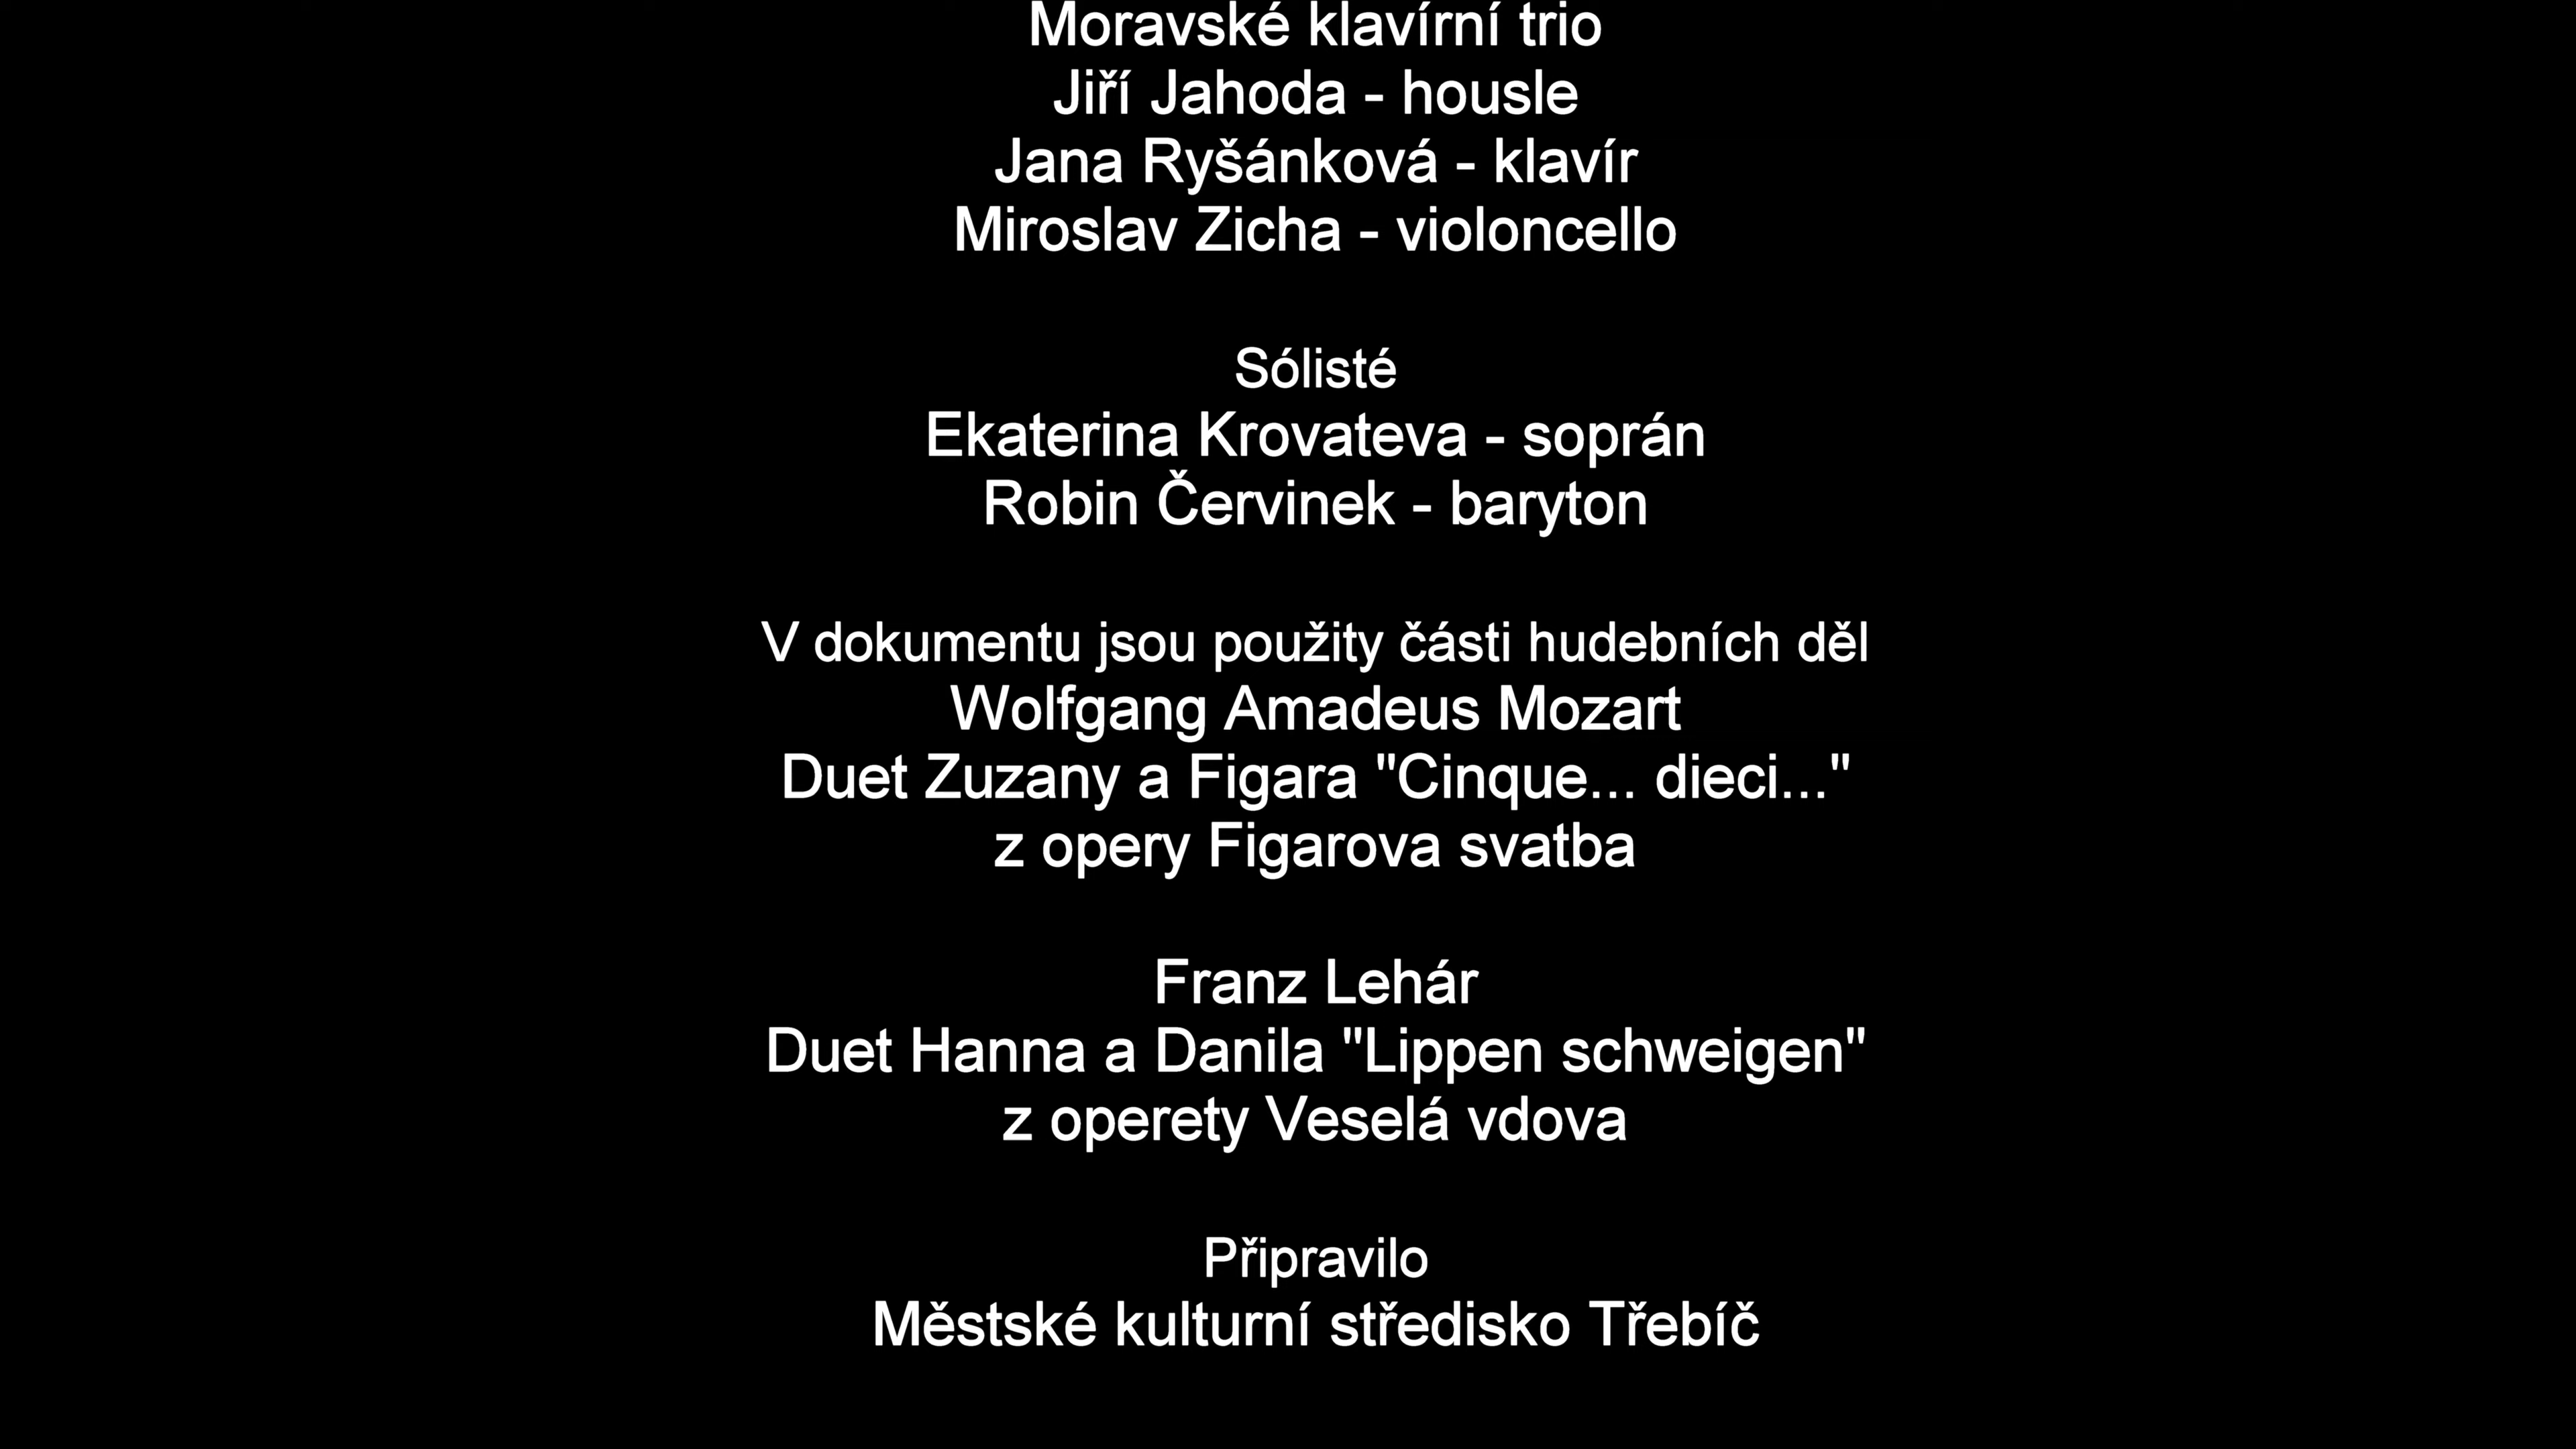 Moravské klavírní trio
Jiří Jahoda - housle
Jana Ryšánková - klavír
Miroslav Zicha - violoncello
Sólisté
Ekaterina Krovateva - soprán
Robin Červinek - baryton
V dokumentu jsou použity části hudebních děl
Wolfgang Amadeus Mozart
Duet Zuzany a Figara "Cinque... dieci..."
z opery Figarova svatba
Franz Lehár
Duet Hanna a Danila "Lippen schweigen"
z operety Veselá vdova
Připravilo
Městské kulturní středisko Třebíč